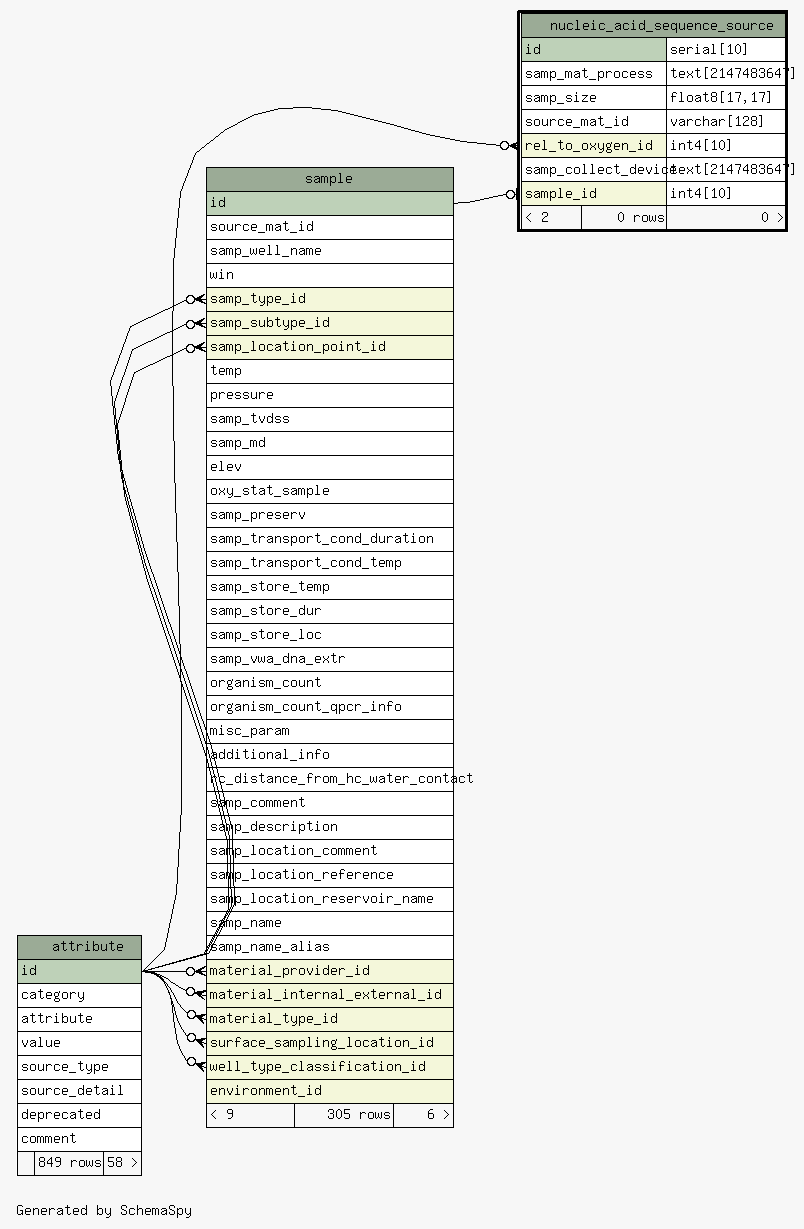 nucleic_acid_sequence_source
id serial[10]
samp_mat_process text[2147483647]
samp_size float8[17,17]
source_mat_id varchar[128]
rel_to_oxygen_id int4[10]
samp_collect_device text[2147483647]
sample_id int4[10]
< 2 0 rows 0 >
sample
id
source_mat_id
samp_well_name
win
samp_type_id
samp_subtype_id
samp_location_point_id
temp
pressure
samp_tvdss
samp_md
elev
oxy_stat_sample
samp_preserv
samp_transport_cond_duration
samp_transport_cond_temp
samp_store_temp
samp_store_dur
samp_store_loc
samp_vwa_dna_extr
organism_count
organism_count_qpcr_info
misc_param
additional_info
hc_distance_from_hc_water_contact
samp_comment
samp_description
samp_location_comment
samp_location_reference
samp_location_reservoir_name
samp_name
samp_name_alias
material_provider_id
material_internal_external_id
material_type_id
surface_sampling_location_id
well_type_classification_id
environment_id
< 9 305 rows 6 >
attribute
id
category
attribute
value
source_type
source_detail
deprecated
comment
849 rows 58 >
Generated by SchemaSpy